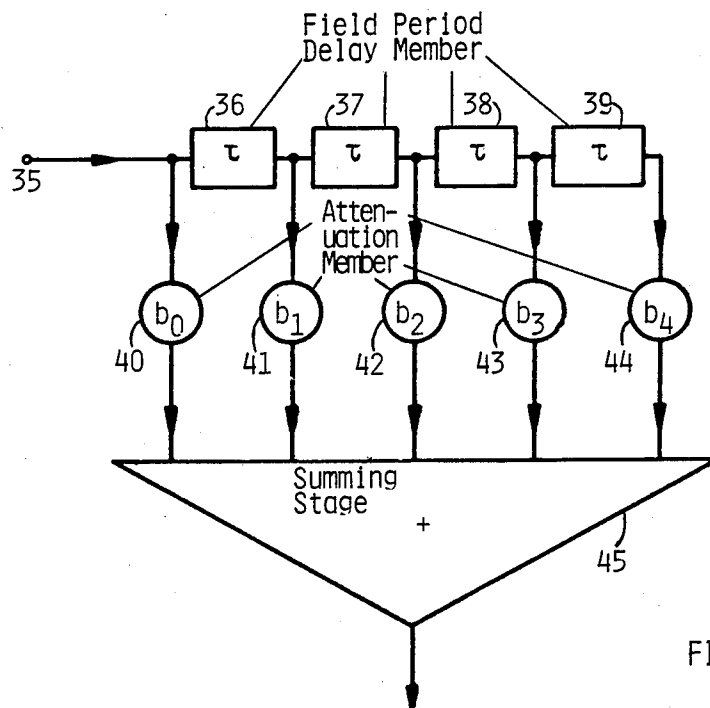 Field Period
Delay Member
36 37 38 39
τ τ τ τ
35
Atten-
uation
Member
b0 b1 b2 b3 b4
40 41 42 43 44
Summing
Stage
+
45
FI